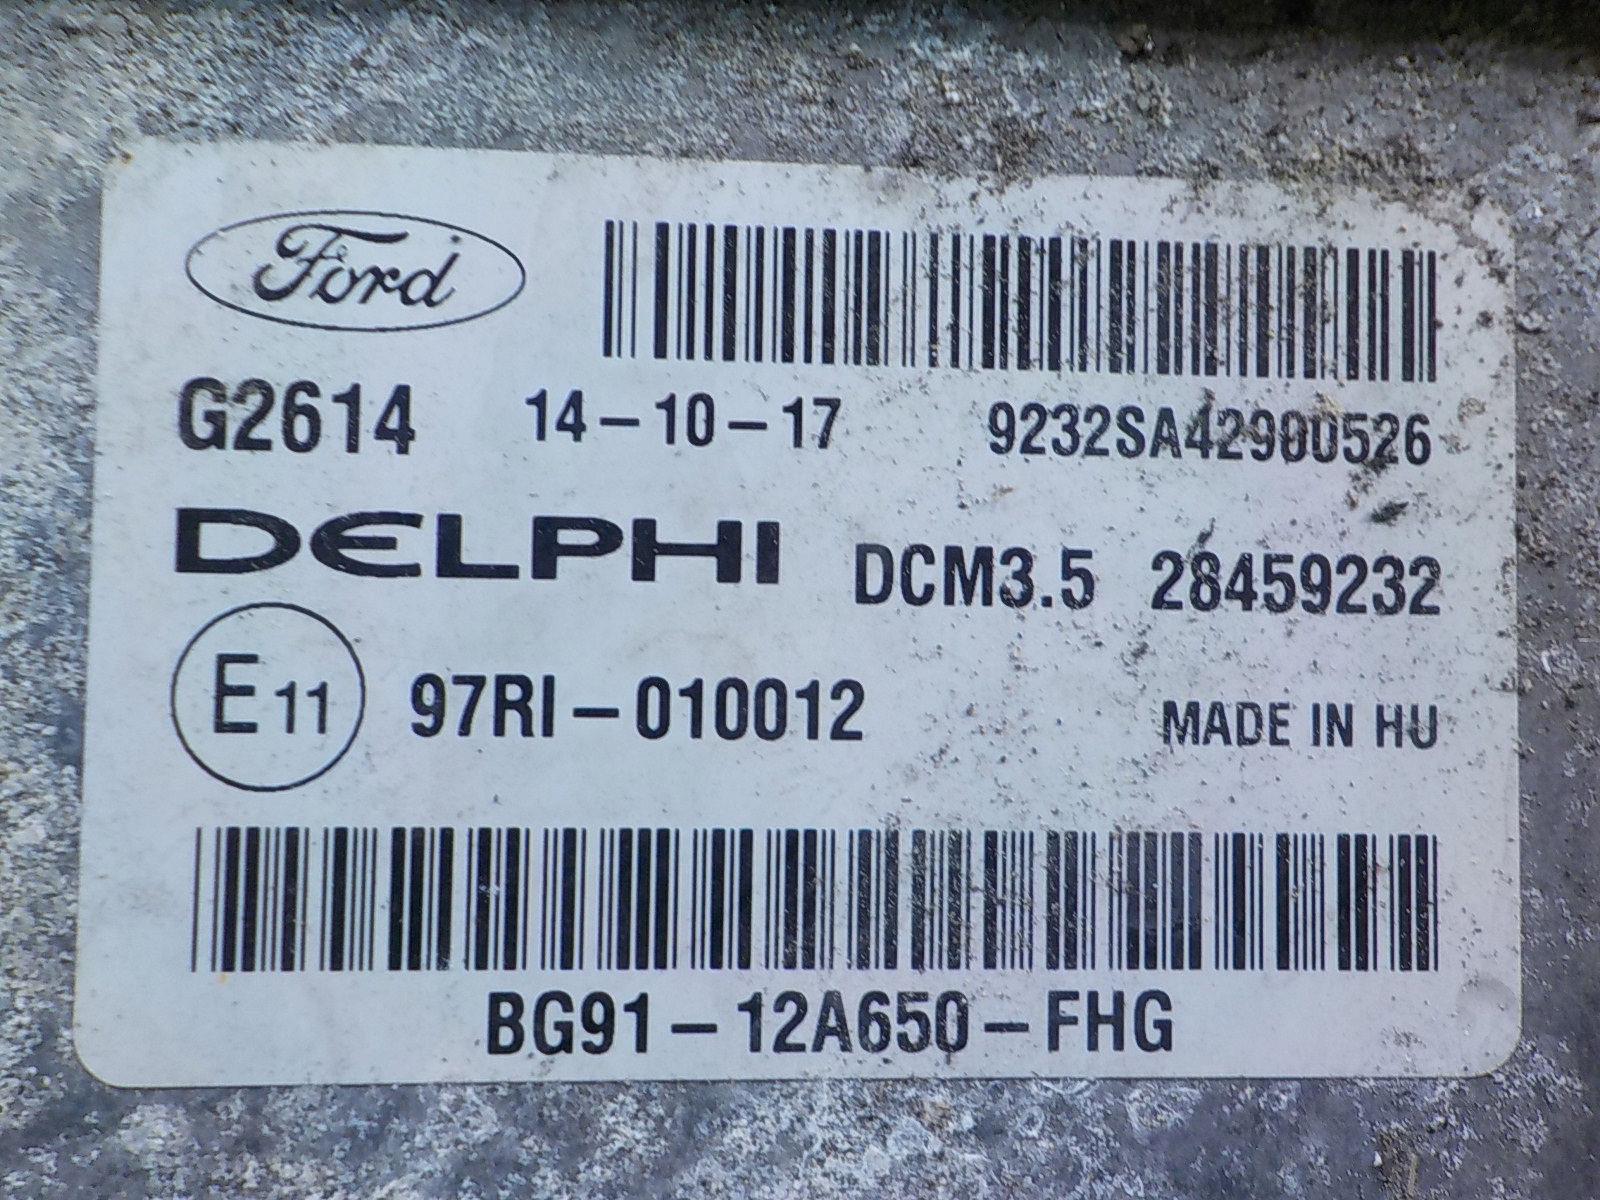 Ford
G2614 14-10-17 9232SA42900526
DELPHI DCM3.5 28459232
E11 97RI-010012 MADE IN HU
BG91-12A650-FHG